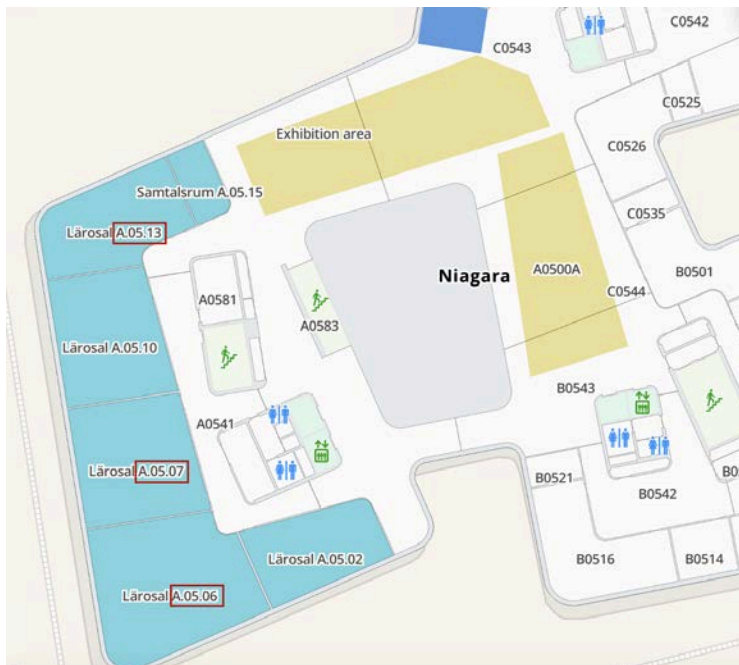 C0542
C0543
C0525
Exhibition area
C0526
Samtalsrum A.05.15
C0535
Lärosal A.05.13
Niagara
A0500A
B0501
A0581
C0544
A0583
Lärosal A.05.10
B0543
A0541
Lärosal A.05.07
B0521
B0542
Lärosal A.05.02
B0516
B0514
Lärosal A.05.06